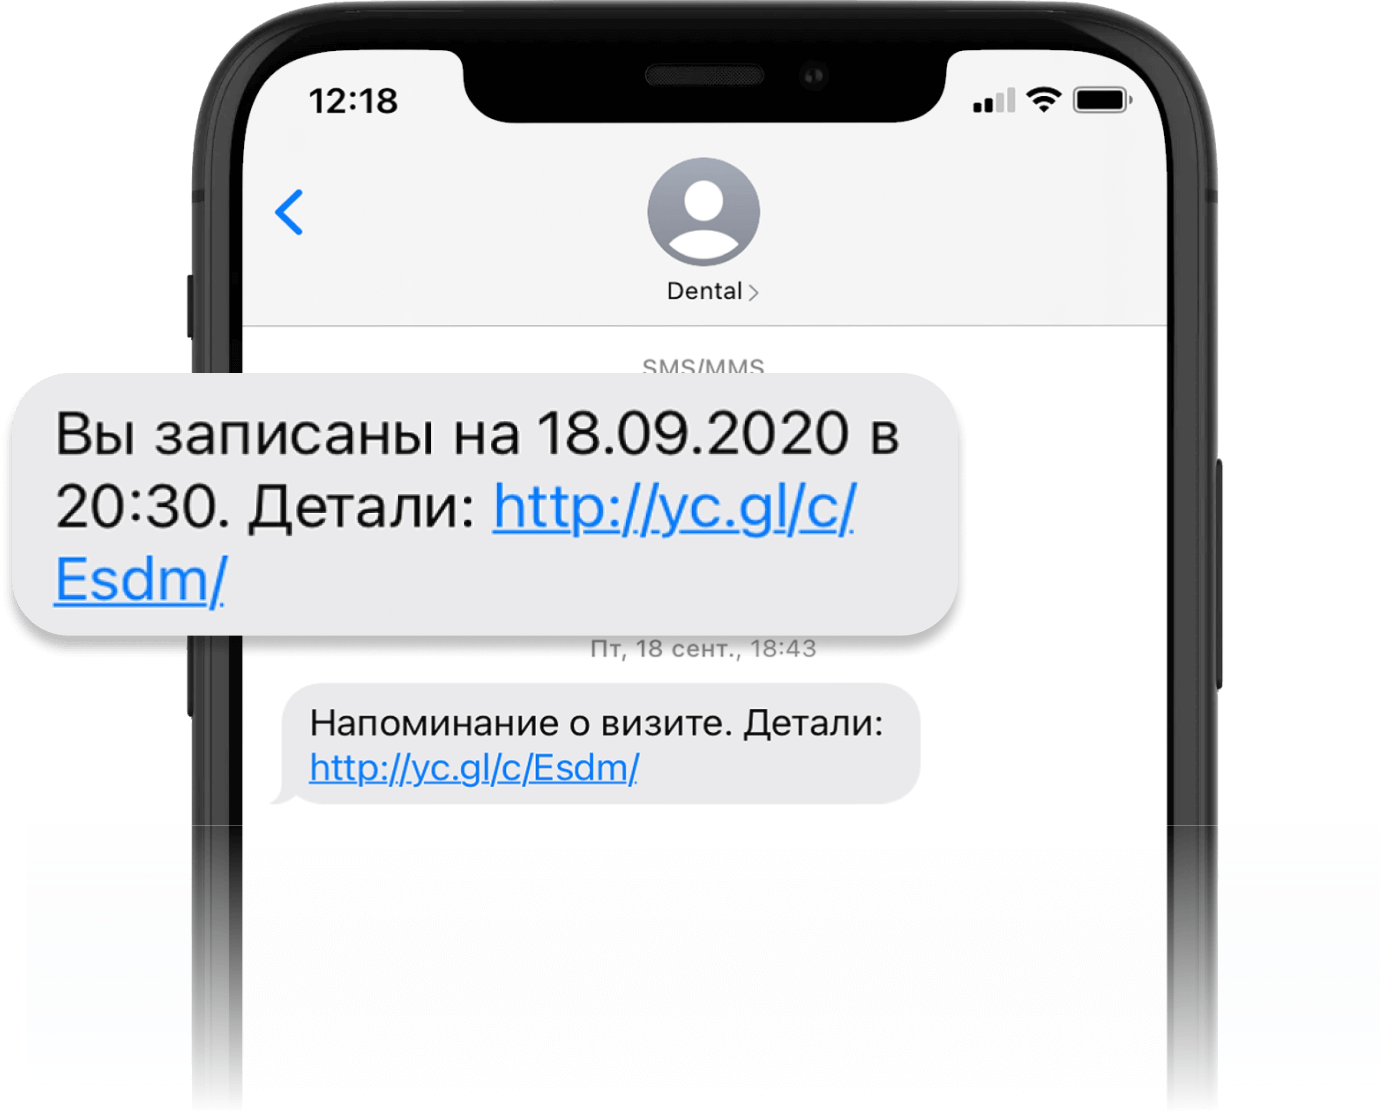 12:18
Dental
SMS/MMS
Вы записаны на 18.09.2020 в
20:30. Детали: http://yc.gl/c/
Esdm/
Пт, 18 сент., 18:43
Напоминание о визите. Детали:
http://yc.gl/c/Esdm/